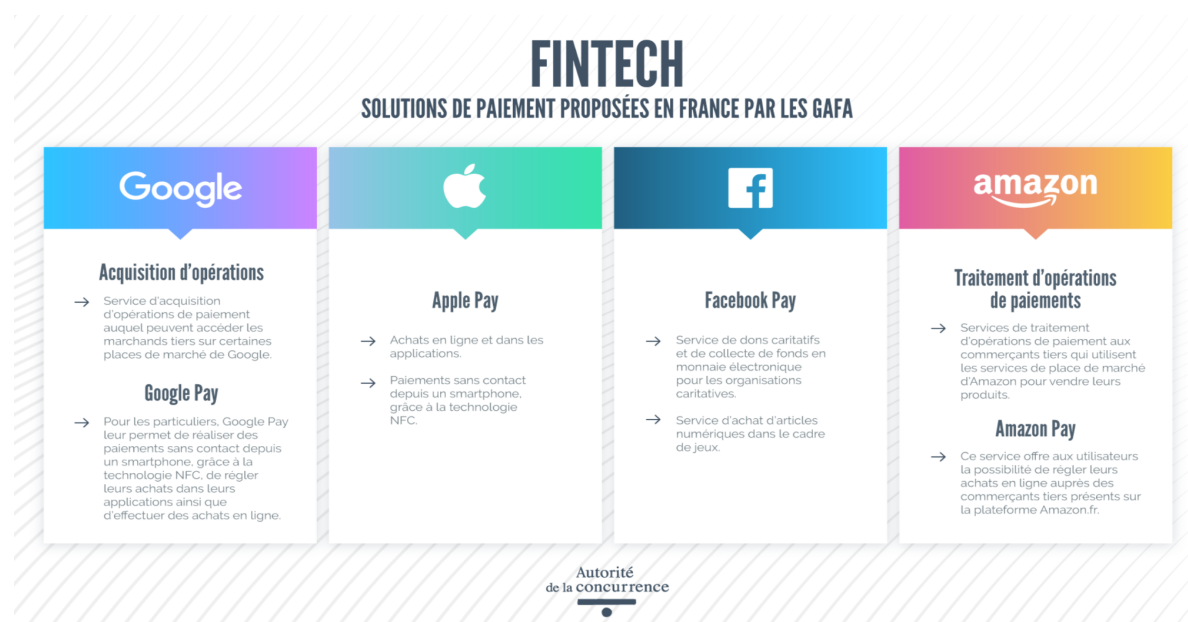 FINTECH
SOLUTIONS DE PAIEMENT PROPOSÉES EN FRANCE PAR LES GAFA
Google
Acquisition d'opérations
Service d'acquisition
d'opérations de paiement
auquel peuvent accéder les
marchands tiers sur certaines
places de marché de Google.
Google Pay
Pour les particuliers, Google Pay
leur permet de réaliser des
paiements sans contact depuis
un smartphone, grâce à la
technologie NFC, de régler
leurs achats dans leurs
applications ainsi que
d'effectuer des achats en ligne.
Apple Pay
Achats en ligne et dans les
applications.
Paiements sans contact
depuis un smartphone,
grâce à la technologie
NFC.
f
Facebook Pay
Service de dons caritatifs
et de collecte de fonds en
monnaie électronique
pour les organisations
caritatives.
Service d'achat d'articles
numériques dans le cadre
de jeux.
amazon
Traitement d'opérations
de paiements
Services de traitement
d'opérations de paiement aux
commerçants tiers qui utilisent
les services de place de marché
d'Amazon pour vendre leurs
produits.
Amazon Pay
Ce service offre aux utilisateurs
la possibilité de régler leurs
achats en ligne auprès des
commerçants tiers présents sur
la plateforme Amazon.fr.
Autorité
de la concurrence